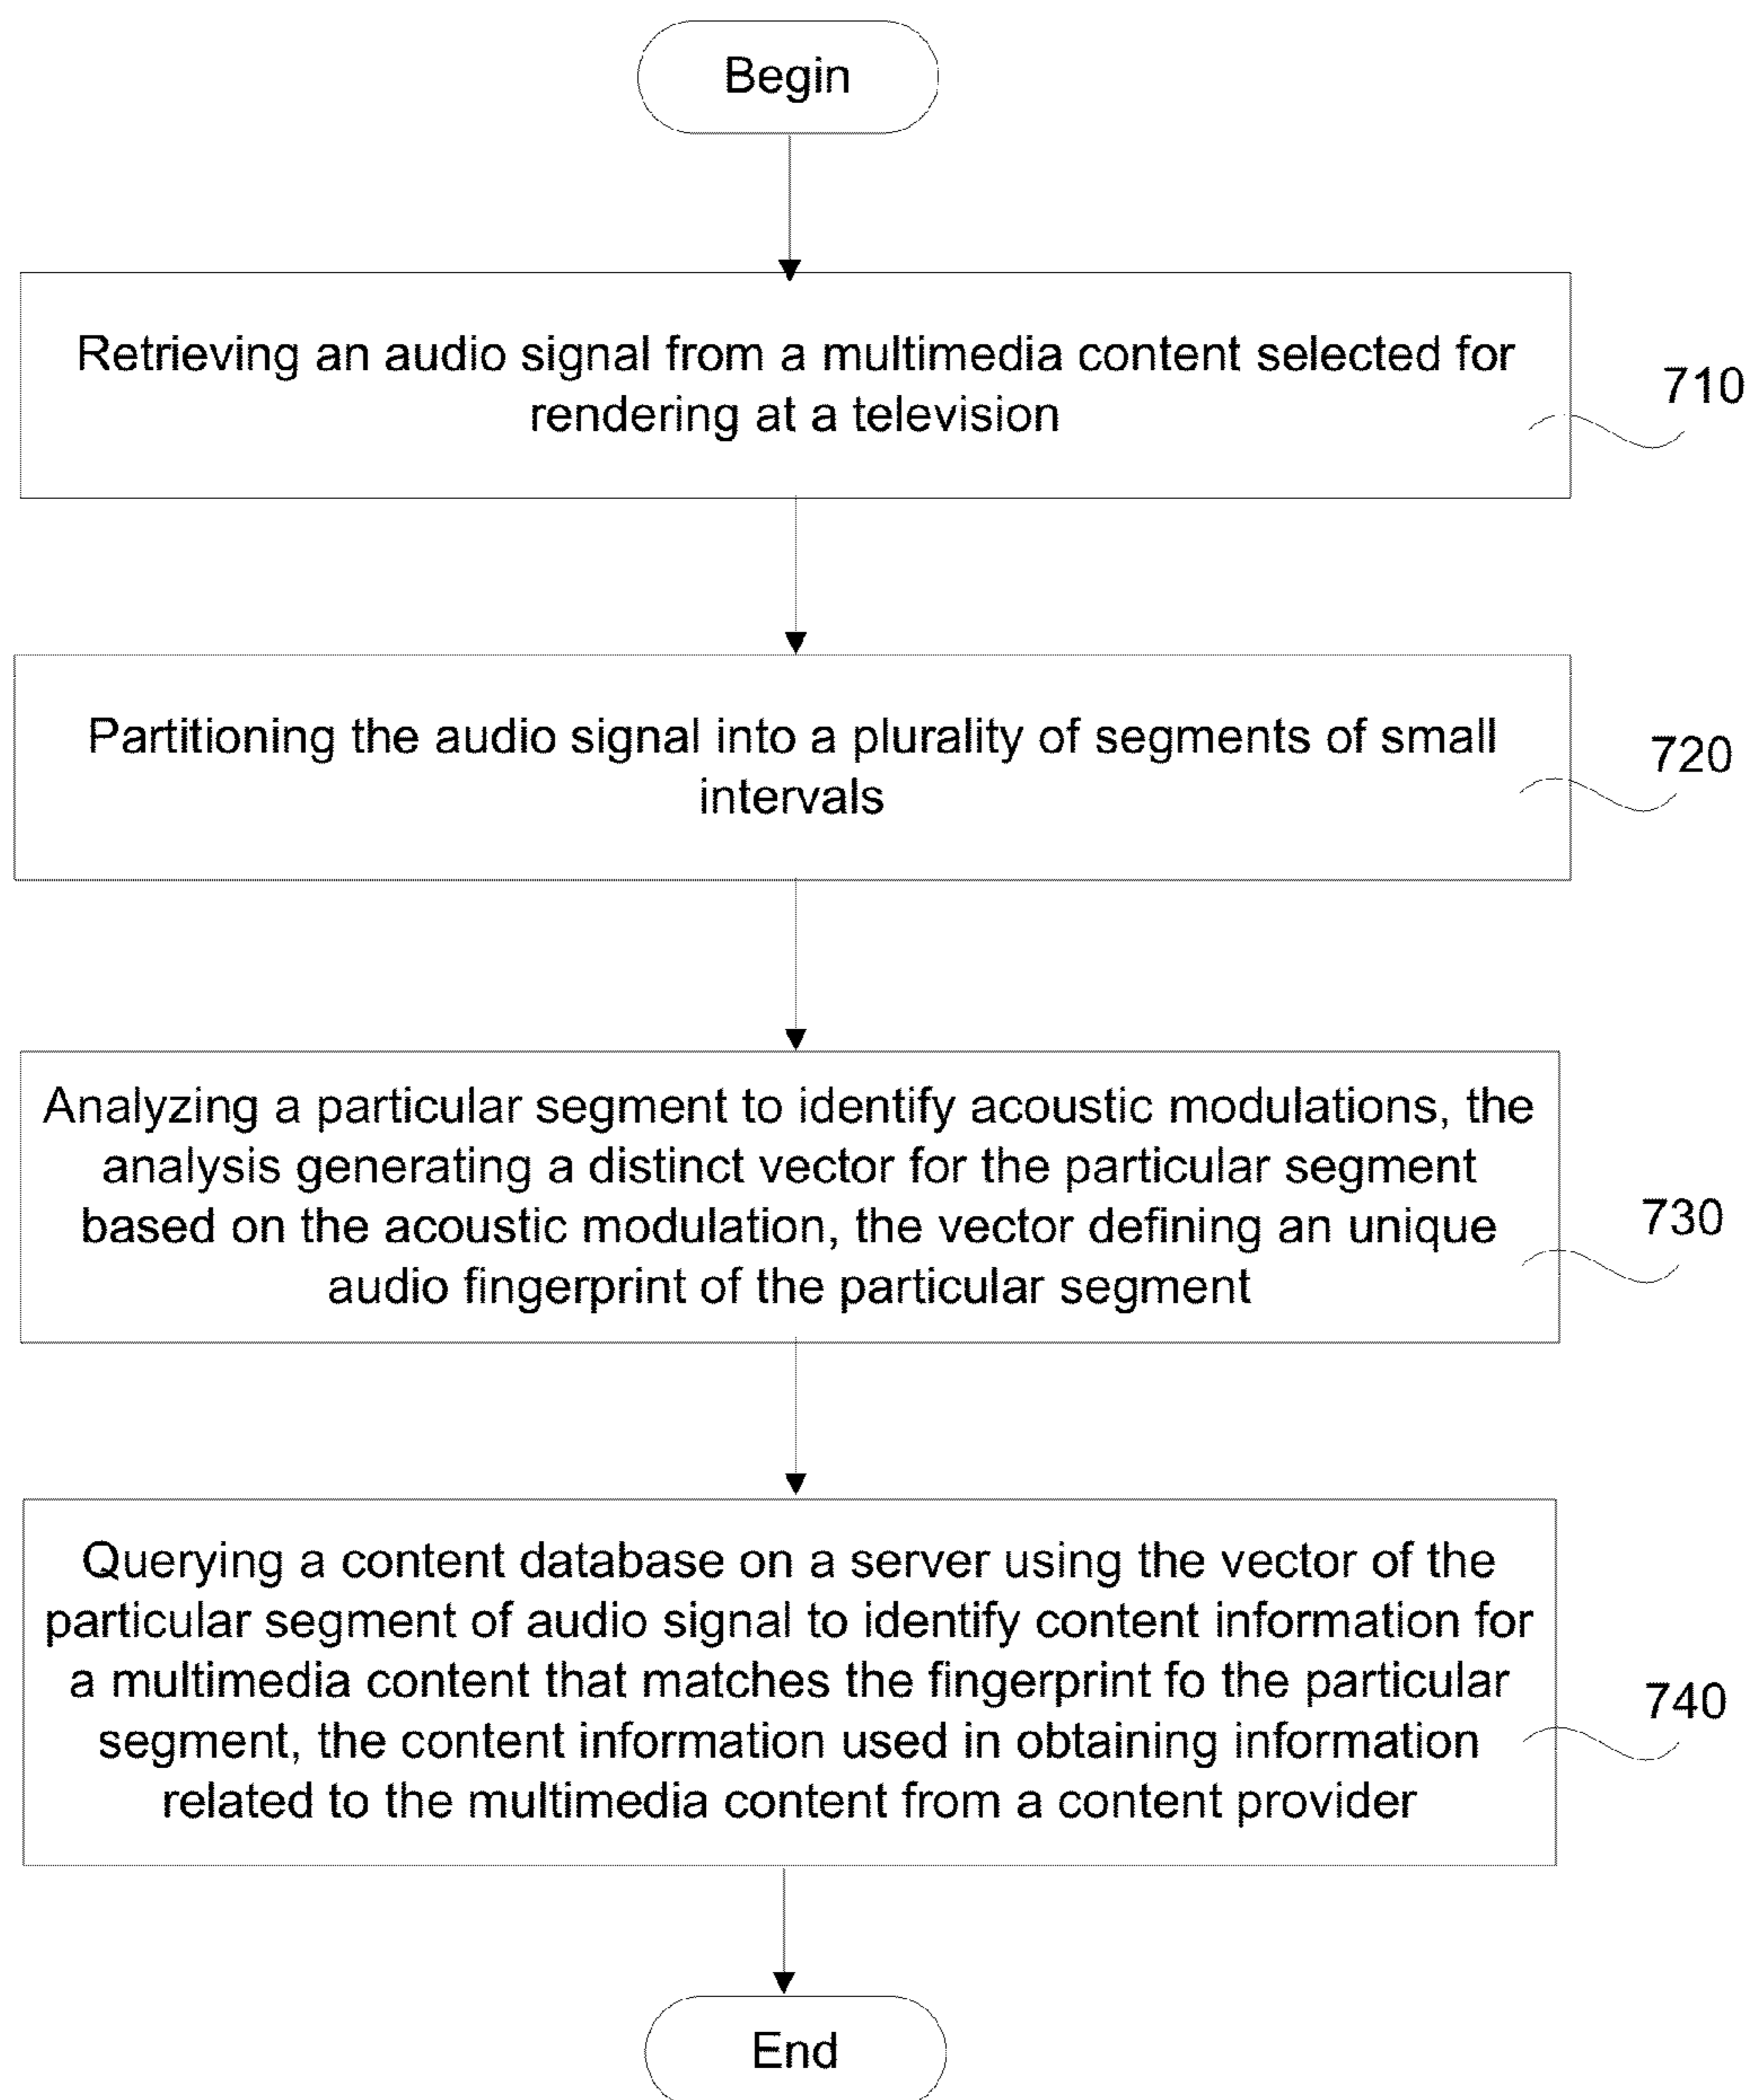 Begin
Retrieving an audio signal from a multimedia content selected for
rendering at a television
710
Partitioning the audio signal into a plurality of segments of small
intervals
720
Analyzing a particular segment to identify acoustic modulations, the
analysis generating a distinct vector for the particular segment
based on the acoustic modulation, the vector defining an unique
audio fingerprint of the particular segment
730
Querying a content database on a server using the vector of the
particular segment of audio signal to identify content information for
a multimedia content that matches the fingerprint fo the particular
segment, the content information used in obtaining information
related to the multimedia content from a content provider
740
End